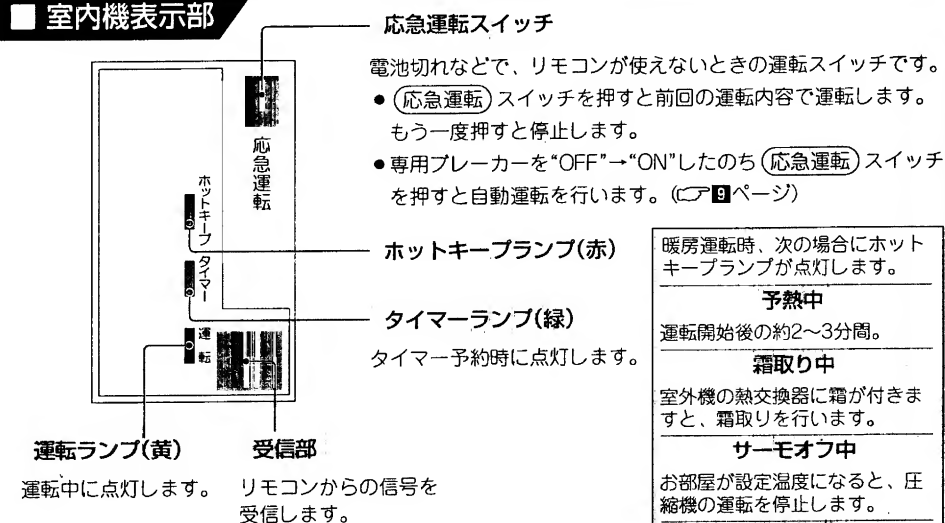 ■ 室内機表示部
応急運転スイッチ
電池切れなどで、リモコンが使えないときの運転スイッチです。
● 応急運転 スイッチを押すと前回の運転内容で運転します。
もう一度押すと停止します。
● 専用ブレーカーを“OFF”→“ON”したのち 応急運転 スイッチ
を押すと自動運転を行います。(☞9ページ)
応急運転
ホットキープ
タイマー
運転
ホットキープランプ(赤)
タイマーランプ(緑)
タイマー予約時に点灯します。
運転ランプ(黄)
運転中に点灯します。
受信部
リモコンからの信号を
受信します。
暖房運転時、次の場合にホット
キープランプが点灯します。
予熱中
運転開始後の約2〜3分間。
霜取り中
室外機の熱交換器に霜が付きま
すと、霜取りを行います。
サーモオフ中
お部屋が設定温度になると、圧
縮機の運転を停止します。